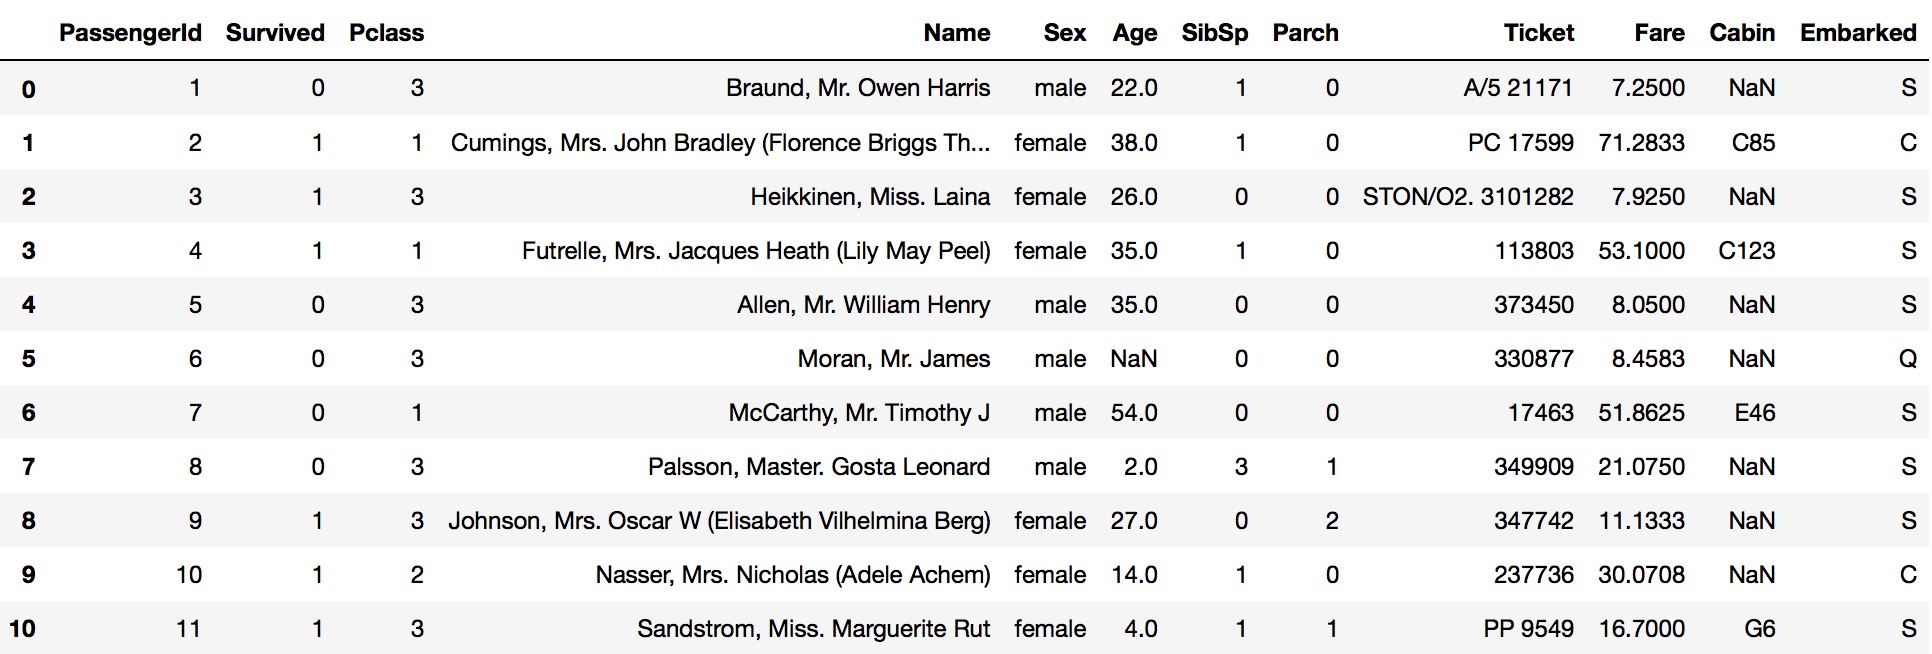 PassengerId Survived Pclass Name Sex Age SibSp Parch Ticket Fare Cabin Embarked
0 1 0 3 Braund, Mr. Owen Harris male 22.0 1 0 A/5 21171 7.2500 NaN S
1 2 1 1 Cumings, Mrs. John Bradley (Florence Briggs Th... female 38.0 1 0 PC 17599 71.2833 C85 C
2 3 1 3 Heikkinen, Miss. Laina female 26.0 0 0 STON/O2. 3101282 7.9250 NaN S
3 4 1 1 Futrelle, Mrs. Jacques Heath (Lily May Peel) female 35.0 1 0 113803 53.1000 C123 S
4 5 0 3 Allen, Mr. William Henry male 35.0 0 0 373450 8.0500 NaN S
5 6 0 3 Moran, Mr. James male NaN 0 0 330877 8.4583 NaN Q
6 7 0 1 McCarthy, Mr. Timothy J male 54.0 0 0 17463 51.8625 E46 S
7 8 0 3 Palsson, Master. Gosta Leonard male 2.0 3 1 349909 21.0750 NaN S
8 9 1 3 Johnson, Mrs. Oscar W (Elisabeth Vilhelmina Berg) female 27.0 0 2 347742 11.1333 NaN S
9 10 1 2 Nasser, Mrs. Nicholas (Adele Achem) female 14.0 1 0 237736 30.0708 NaN C
10 11 1 3 Sandstrom, Miss. Marguerite Rut female 4.0 1 1 PP 9549 16.7000 G6 S